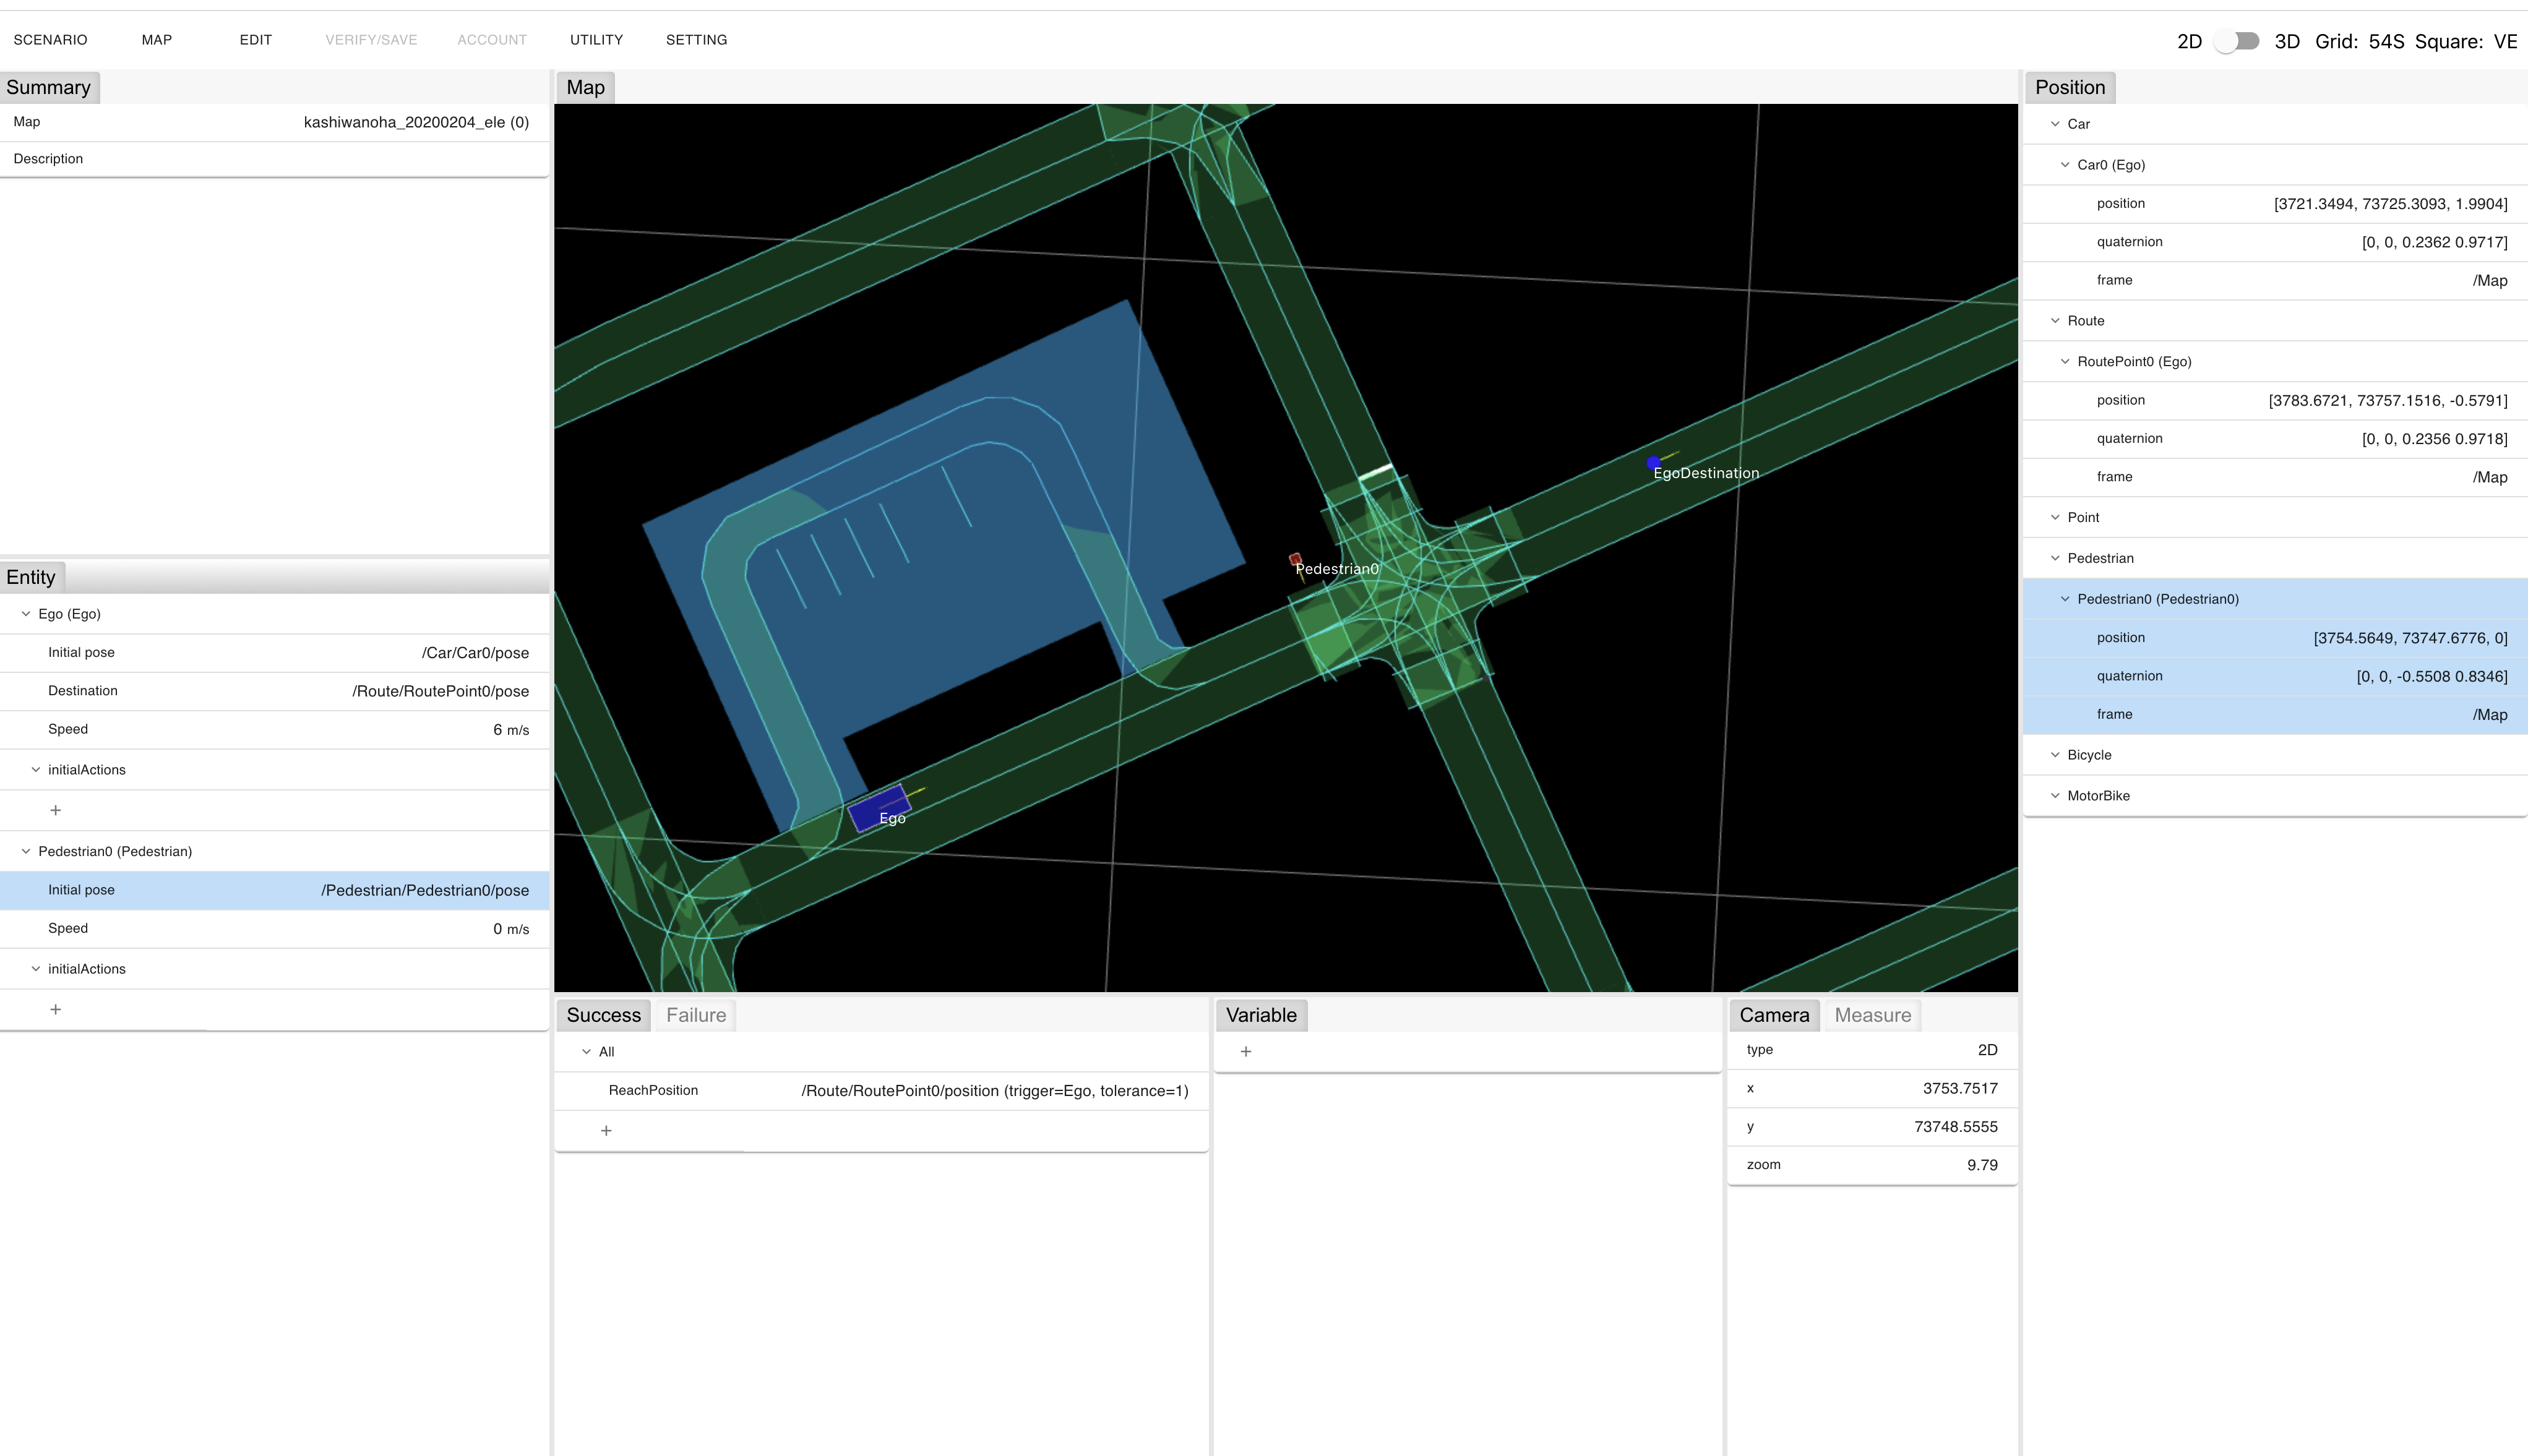 SCENARIO MAP EDIT VERIFY/SAVE ACCOUNT UTILITY SETTING 2D 3D Grid: 54S Square: VE
Summary
Map kashiwanoha_20200204_ele (0)
Description
Entity
Ego (Ego)
Initial pose /Car/Car0/pose
Destination /Route/RoutePoint0/pose
Speed 6 m/s
initialActions
+
Pedestrian0 (Pedestrian)
Initial pose /Pedestrian/Pedestrian0/pose
Speed 0 m/s
initialActions
+
Map
EgoDestination
Pedestrian0
Ego
Success Failure
All
ReachPosition /Route/RoutePoint0/position (trigger=Ego, tolerance=1)
+
Variable
+
Camera Measure
type 2D
x 3753.7517
y 73748.5555
zoom 9.79
Position
Car
Car0 (Ego)
position [3721.3494, 73725.3093, 1.9904]
quaternion [0, 0, 0.2362 0.9717]
frame /Map
Route
RoutePoint0 (Ego)
position [3783.6721, 73757.1516, -0.5791]
quaternion [0, 0, 0.2356 0.9718]
frame /Map
Point
Pedestrian
Pedestrian0 (Pedestrian0)
position [3754.5649, 73747.6776, 0]
quaternion [0, 0, -0.5508 0.8346]
frame /Map
Bicycle
MotorBike